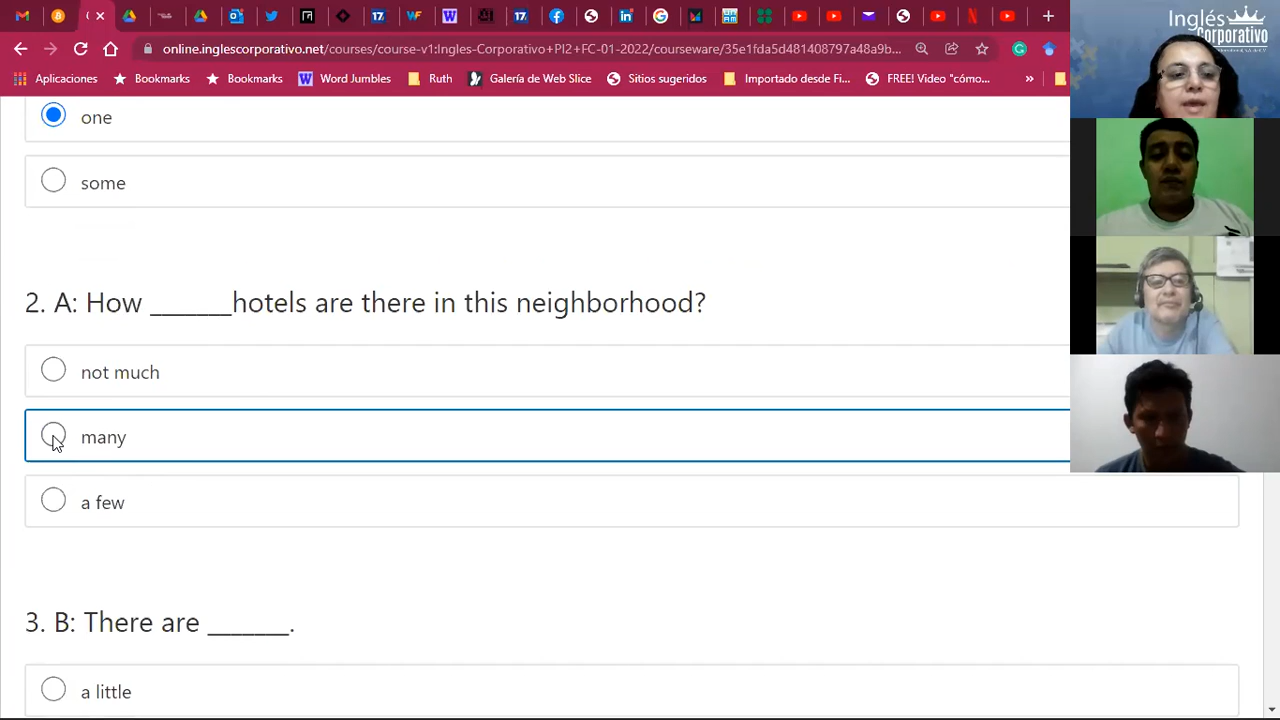 online.inglescorporativo.net/courses/course-v1:Ingles-Corporativo+PI2+FC-01-2022/courseware/35e1fda5d481408797a48a9b...
Aplicaciones Bookmarks Bookmarks Word Jumbles Ruth Galería de Web Slice Sitios sugeridos Importado desde Fi... FREE! Video "cómo... »
Inglés
Corporativo
one
some
2. A: How _______hotels are there in this neighborhood?
not much
many
a few
3. B: There are _______.
a little